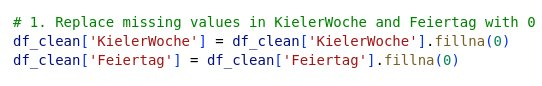 # 1. Replace missing values in KielerWoche and Feiertag with 0
df_clean['KielerWoche'] = df_clean['KielerWoche'].fillna(0)
df_clean['Feiertag'] = df_clean['Feiertag'].fillna(0)